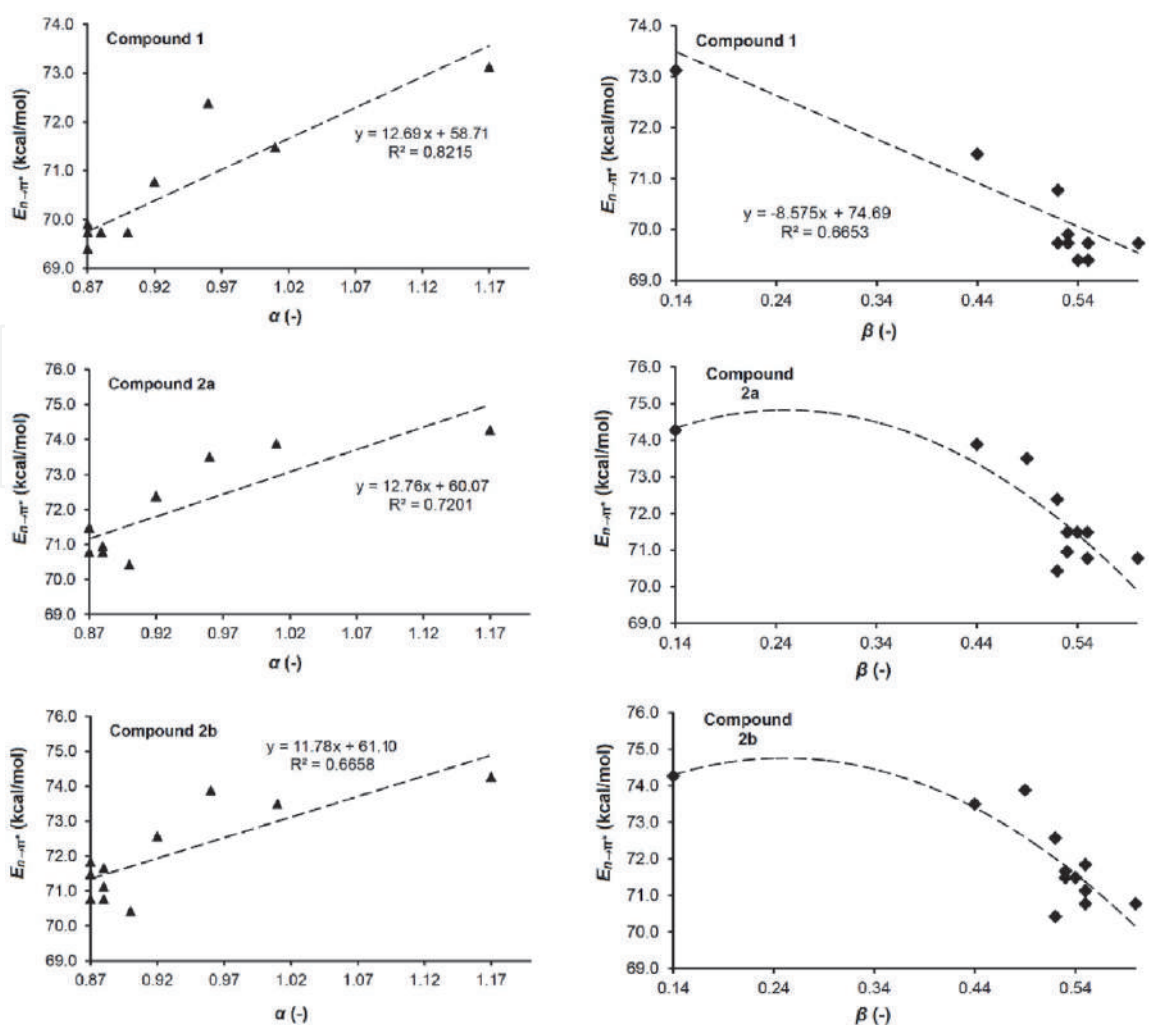 74.0
73.0
72.0
71.0
70.0
69.0
Compound 1
y = 12.69x + 58.71
R² = 0.8215
0.87 0.92 0.97 1.02 1.07 1.12 1.17
α (-)
En→π* (kcal/mol)
74.0
73.0
72.0
71.0
70.0
69.0
Compound 1
y = -8.575x + 74.69
R² = 0.6653
0.14 0.24 0.34 0.44 0.54
β (-)
En→π* (kcal/mol)
76.0
75.0
74.0
73.0
72.0
71.0
70.0
69.0
Compound 2a
y = 12.76x + 60.07
R² = 0.7201
0.87 0.92 0.97 1.02 1.07 1.12 1.17
α (-)
En→π* (kcal/mol)
76.0
75.0
74.0
73.0
72.0
71.0
70.0
69.0
Compound
2a
0.14 0.24 0.34 0.44 0.54
β (-)
En→π* (kcal/mol)
76.0
75.0
74.0
73.0
72.0
71.0
70.0
69.0
Compound 2b
y = 11.78x + 61.10
R² = 0.6658
0.87 0.92 0.97 1.02 1.07 1.12 1.17
α (-)
En→π* (kcal/mol)
76.0
75.0
74.0
73.0
72.0
71.0
70.0
69.0
Compound
2b
0.14 0.24 0.34 0.44 0.54
β (-)
En→π* (kcal/mol)